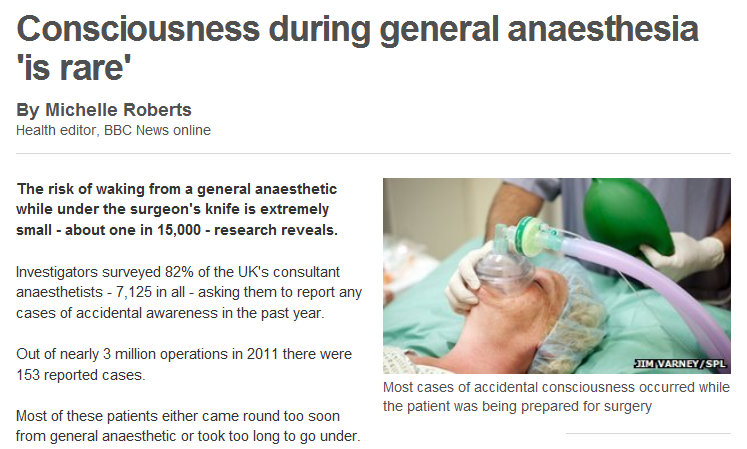 Consciousness during general anaesthesia
'is rare'
By Michelle Roberts
Health editor, BBC News online
The risk of waking from a general anaesthetic
while under the surgeon's knife is extremely
small - about one in 15,000 - research reveals.
Investigators surveyed 82% of the UK's consultant
anaesthetists - 7,125 in all - asking them to report any
cases of accidental awareness in the past year.
Out of nearly 3 million operations in 2011 there were
153 reported cases.
Most of these patients either came round too soon
from general anaesthetic or took too long to go under.
JIM VARNEY/SPL
Most cases of accidental consciousness occurred while
the patient was being prepared for surgery